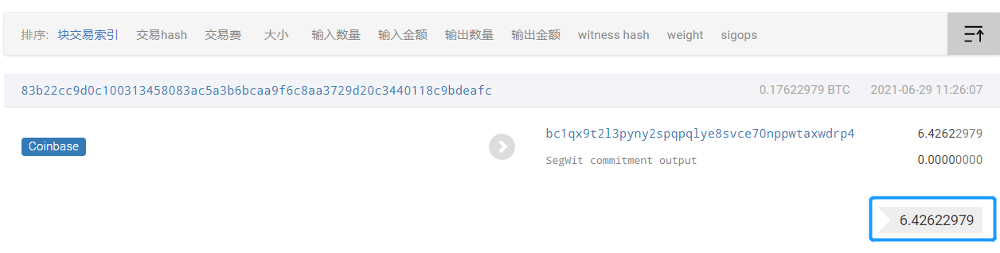 排序: 块交易索引 交易hash 交易费 大小 输入数量 输入金额 输出数量 输出金额 witness hash weight sigops
83b22cc9d0c100313458083ac5a3b6bcaa9f6c8aa3729d20c3440118c9bdeafc 0.17622979 BTC 2021-06-29 11:26:07
Coinbase bc1qx9t2l3pyny2spqpqlye8svce70nppwtaxwdrp4 6.42622979
SegWit commitment output 0.00000000
6.42622979